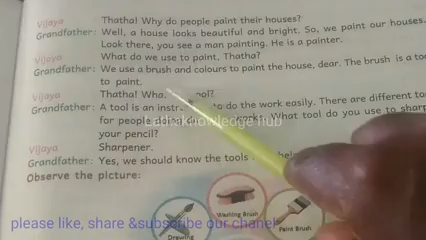 Vijaya : Thatha! Why do people paint their houses?
Grandfather : Well, a house looks beautiful and bright. So, we paint our houses.
Look there, you see a man painting. He is a painter.
Vijaya : What do we use to paint, Thatha?
Grandfather : We use a brush and colours to paint the house, dear. The brush is a
to paint.
Vijaya : Thatha!
Grandfather : A tool is an to do the work easily. There are different
for people What tool do you use to
your pencil?
Vijaya : Sharpener.
Grandfather : Yes, we should know the tools
Observe the picture:
knowledge hub
Washing Brush
Paint Brush
Drawing
please like, share &subscribe our chanel